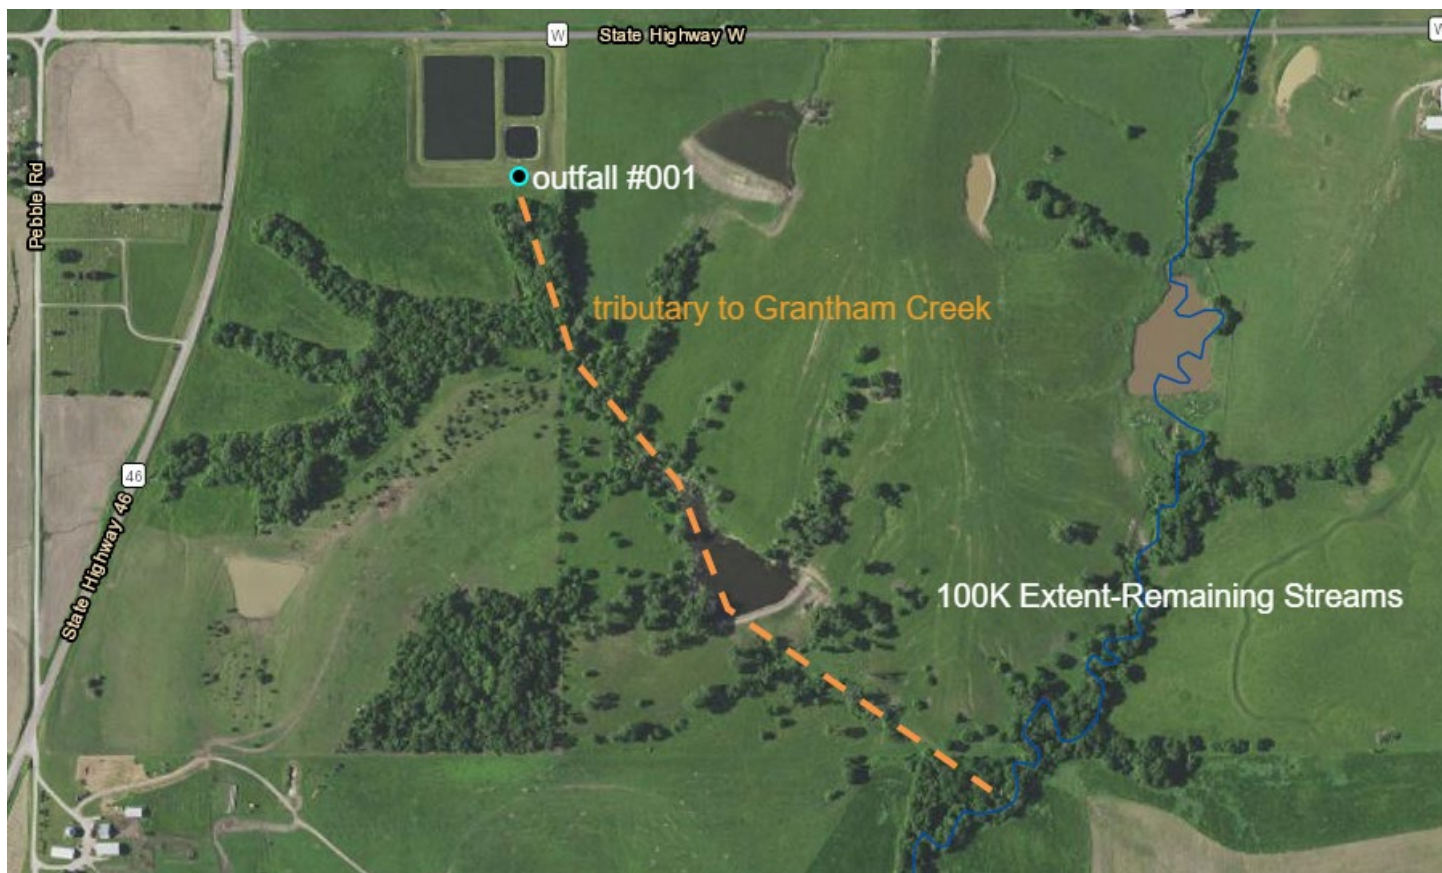 W
State Highway W
W
Pebble Rd
outfall #001
tributary to Grantham Creek
46
State Highway 46
100K Extent-Remaining Streams